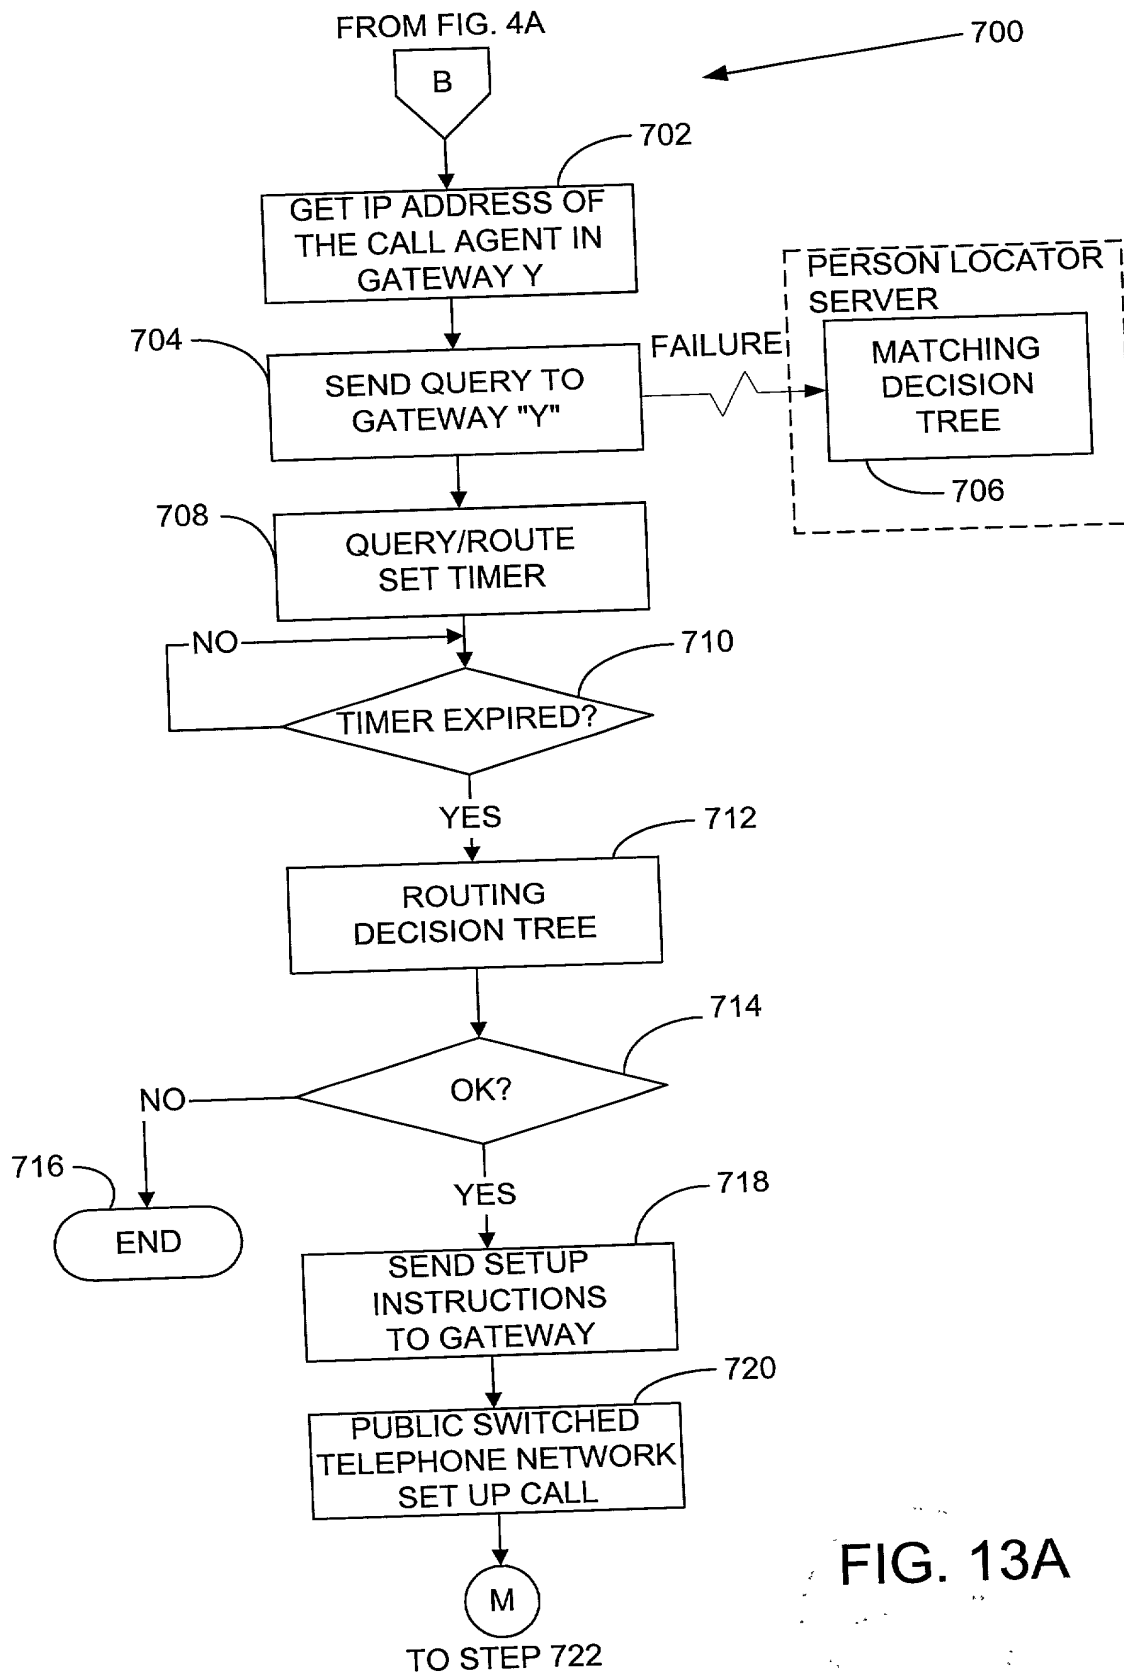 FROM FIG. 4A
700
B
702
GET IP ADDRESS OF
THE CALL AGENT IN
GATEWAY Y
PERSON LOCATOR
SERVER
704
SEND QUERY TO
GATEWAY "Y"
FAILURE
MATCHING
DECISION
TREE
706
708
QUERY/ROUTE
SET TIMER
NO
710
TIMER EXPIRED?
YES
712
ROUTING
DECISION TREE
714
OK?
NO
716
END
YES
718
SEND SETUP
INSTRUCTIONS
TO GATEWAY
720
PUBLIC SWITCHED
TELEPHONE NETWORK
SET UP CALL
M
TO STEP 722
FIG. 13A